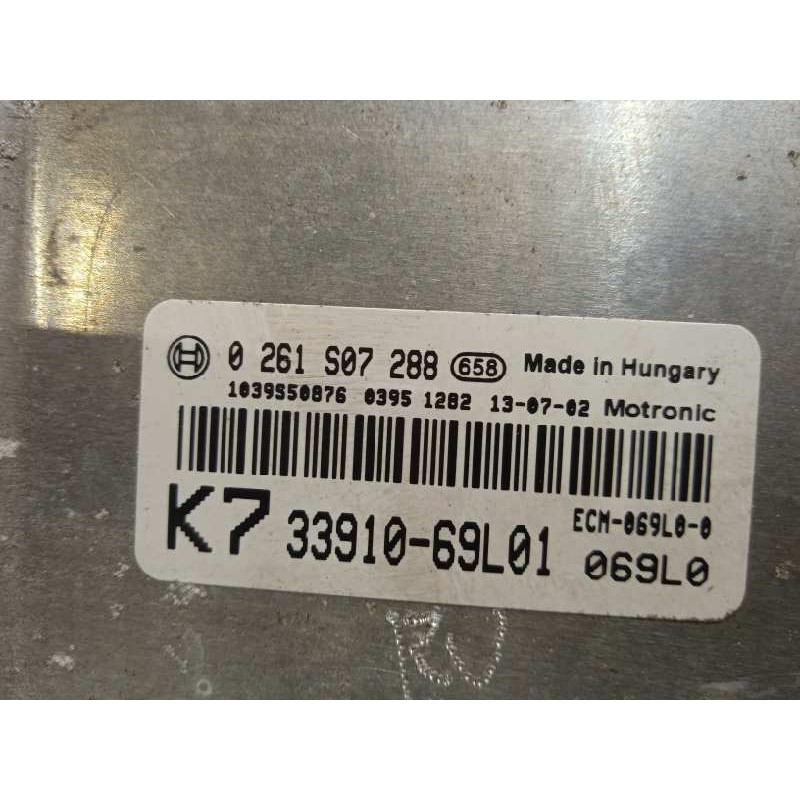 0 261 S07 288 658 Made in Hungary
1039S50876 0395 1282 13-07-02 Motronic
K7 33910-69L01 ECM-069L0-0
069L0
RU